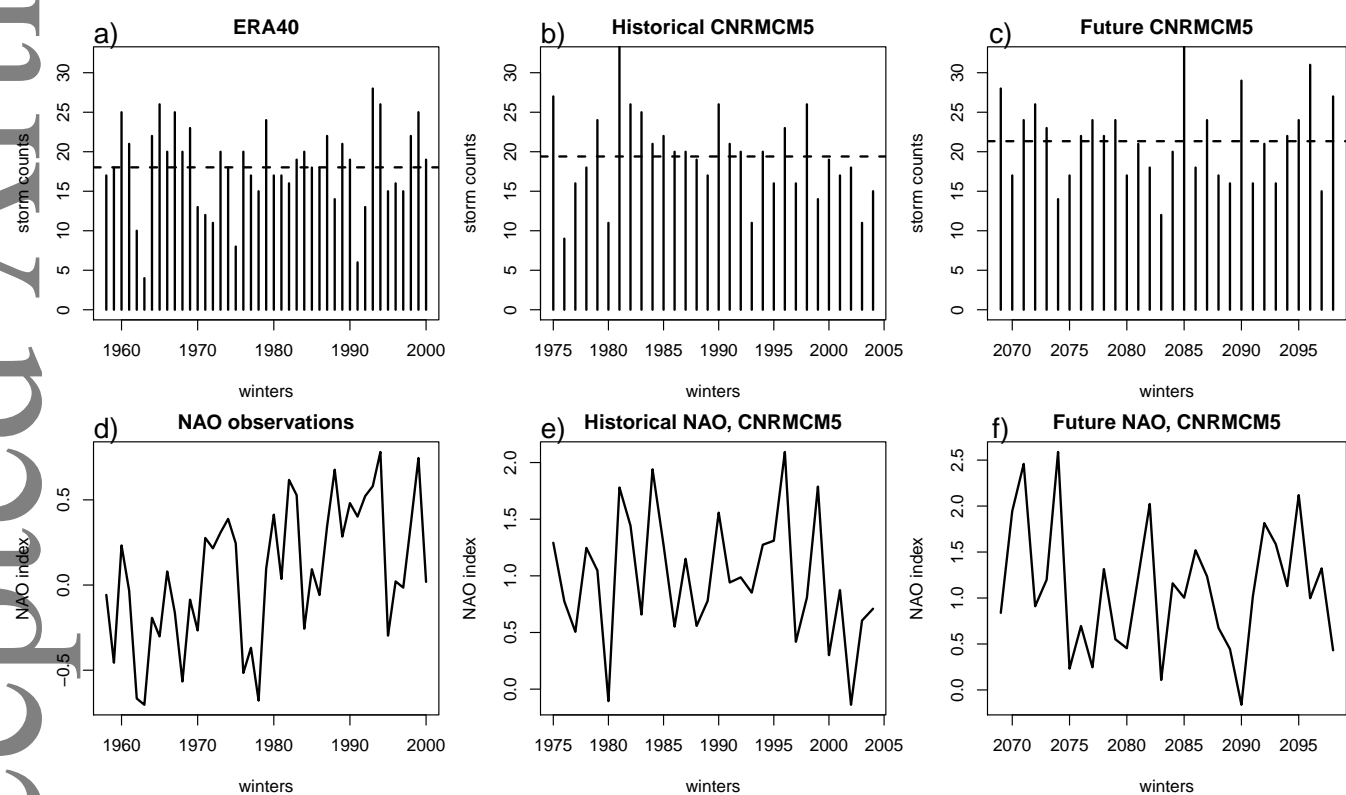 a) ERA40
storm counts
0 5 10 15 20 25 30
1960 1970 1980 1990 2000
winters
b) Historical CNRMCM5
storm counts
0 5 10 15 20 25 30
1975 1980 1985 1990 1995 2000 2005
winters
c) Future CNRMCM5
storm counts
0 5 10 15 20 25 30
2070 2075 2080 2085 2090 2095
winters
d) NAO observations
NAO index
−0.5 0.0 0.5
1960 1970 1980 1990 2000
winters
e) Historical NAO, CNRMCM5
NAO index
0.0 0.5 1.0 1.5 2.0
1975 1980 1985 1990 1995 2000 2005
winters
f) Future NAO, CNRMCM5
NAO index
0.0 0.5 1.0 1.5 2.0 2.5
2070 2075 2080 2085 2090 2095
winters